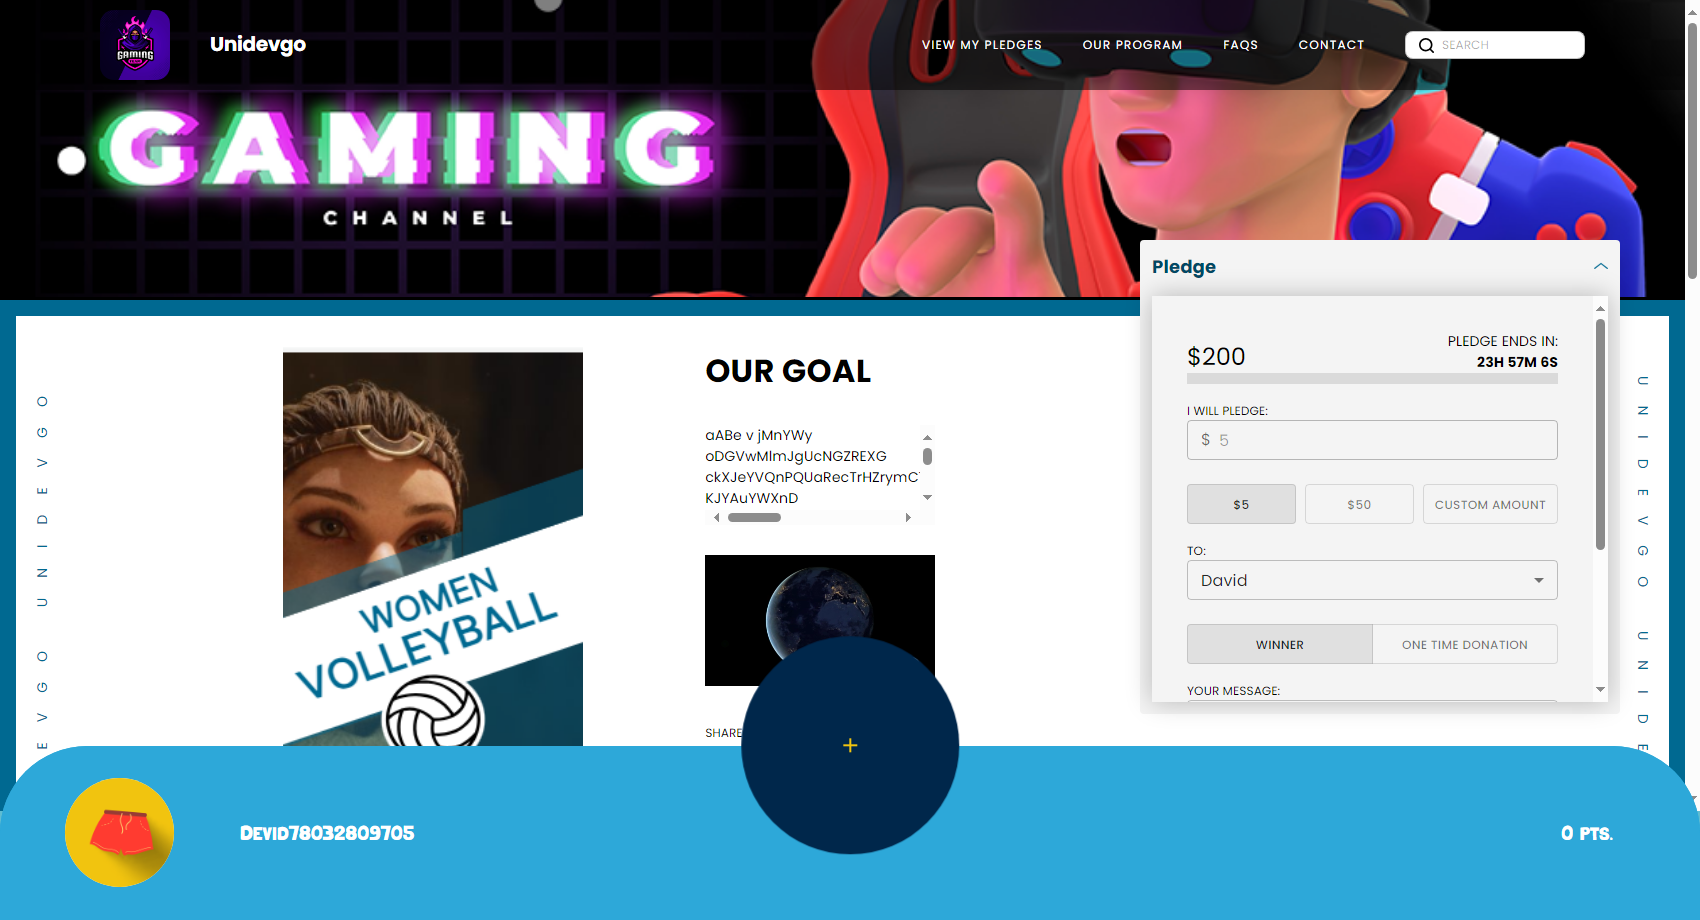 GAMING
Unidevgo
VIEW MY PLEDGES
OUR PROGRAM
FAQS
CONTACT
SEARCH
GAMING
CHANNEL
Pledge
$200
PLEDGE ENDS IN:
23H 57M 6S
I WILL PLEDGE:
$ 5
$5
$50
CUSTOM AMOUNT
TO:
David
WINNER
ONE TIME DONATION
YOUR MESSAGE:
OUR GOAL
aABe v jMnYWy
oDGVwMlmJgUcNGZREXG
ckXJeYVQnPQUaRecTrHZrymC
KJYAuYWXnD
WOMEN
VOLLEYBALL
SHARE
EVGO UNIDEVGO
UNIDEVGO UNIDE
+
Devid78032809705
0 pts.